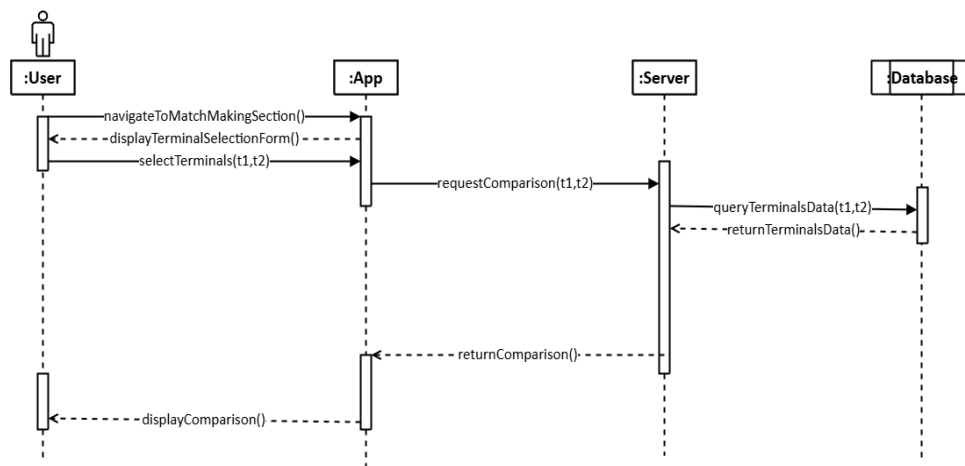 :User
:App
:Server
:Database
navigateToMatchMakingSection()
displayTerminalSelectionForm()
selectTerminals(t1,t2)
requestComparison(t1,t2)
queryTerminalsData(t1,t2)
returnTerminalsData()
returnComparison()
displayComparison()